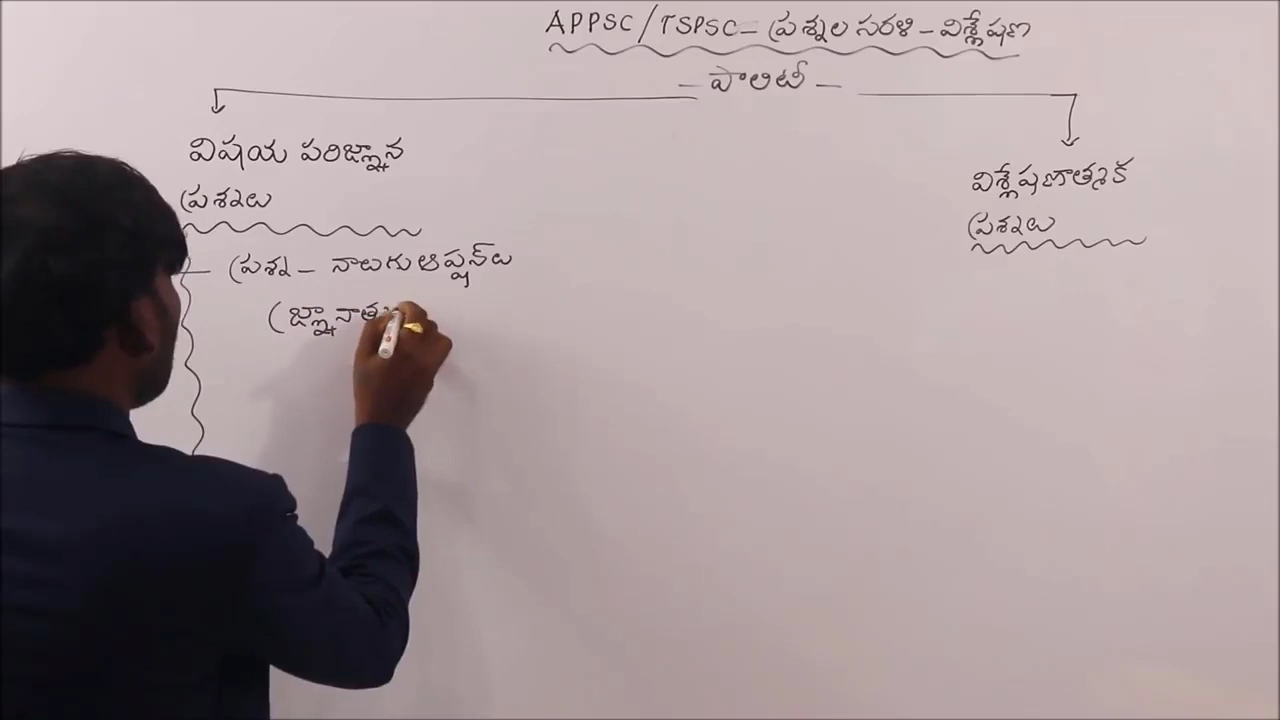 APPSC/TSPSC - ప్రశ్నల సరళి - విశ్లేషణ
- పాలిటీ -
విషయ పరిజ్ఞాన
ప్రశ్నలు
- ప్రశ్న - నాలుగు ఆప్షన్‌లు
(జ్ఞానాత్మ
విశ్లేషణాత్మక
ప్రశ్నలు